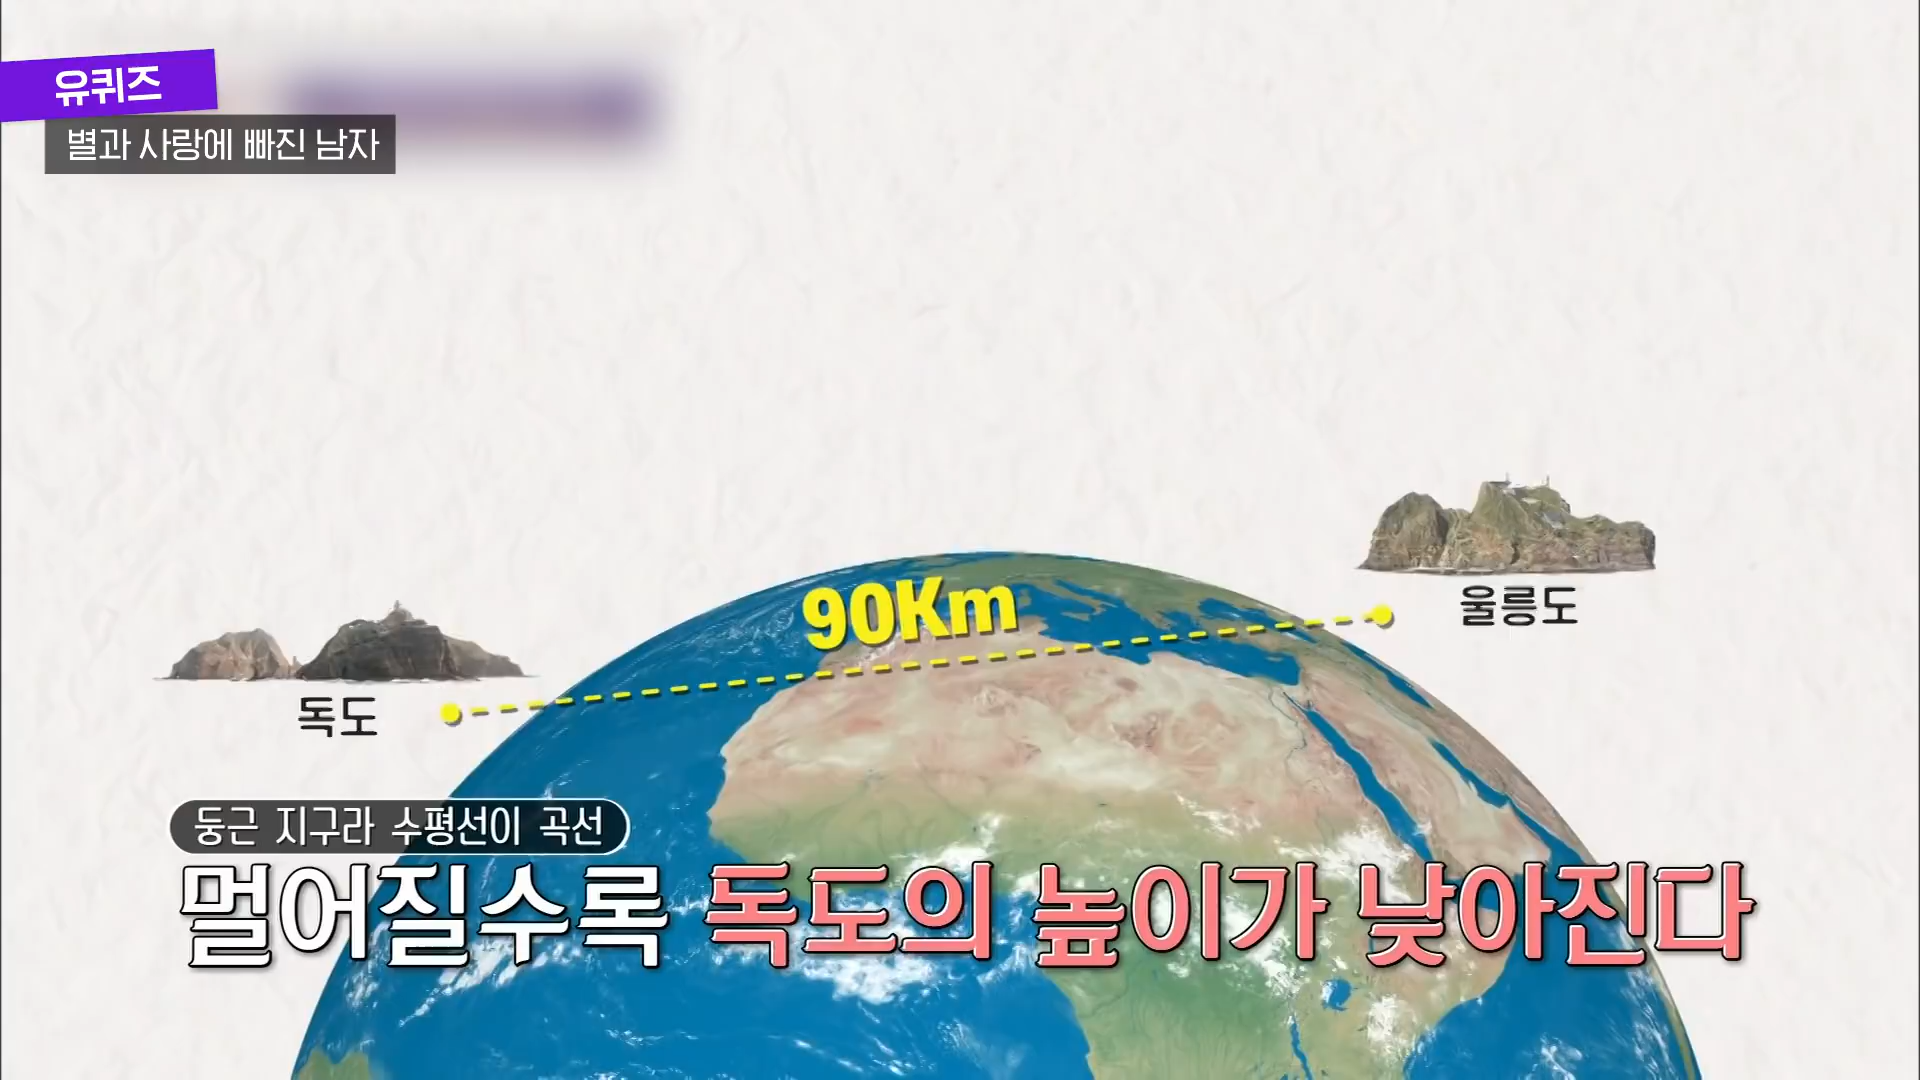 유퀴즈
별과 사랑에 빠진 남자
90Km
울릉도
독도
둥근 지구라 수평선이 곡선
멀어질수록 독도의 높이가 낮아진다